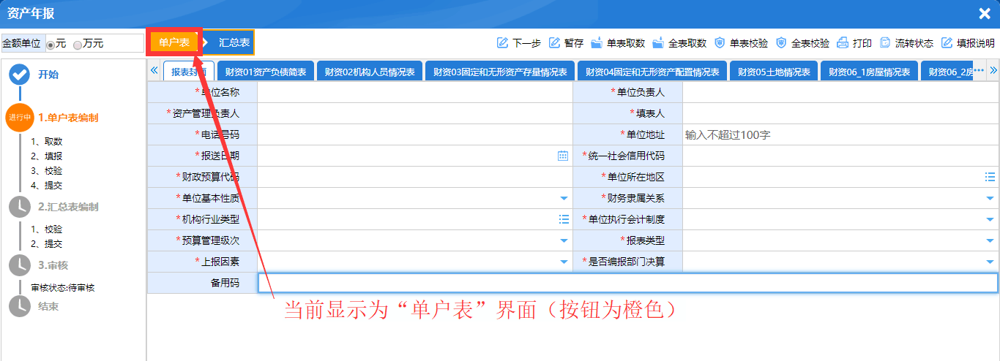 资产年报
金额单位 元 万元 单户表 汇总表 下一步 暂存 单表取数 全表取数 单表校验 全表校验 打印 流转状态 填报说明
开始
1.单户表编制
1、取数
2、填报
3、校验
4、提交
2.汇总表编制
1、校验
2、提交
3.审核
审核状态:待审核
结束
进行中
报表封面 财资01资产负债简表 财资02机构人员情况表 财资03固定和无形资产存量情况表 财资04固定和无形资产配置情况表 财资05土地情况表 财资06_1房屋情况表 财资06_2房
*单位名称 *单位负责人
*资产管理负责人 *填表人
*电话号码 *单位地址 输入不超过100字
*报送日期 *统一社会信用代码
*财政预算代码 *单位所在地区
*单位基本性质 *财务隶属关系
*机构行业类型 *单位执行会计制度
*预算管理级次 *报表类型
*上报因素 *是否编报部门决算
备用码
当前显示为“单户表”界面（按钮为橙色）